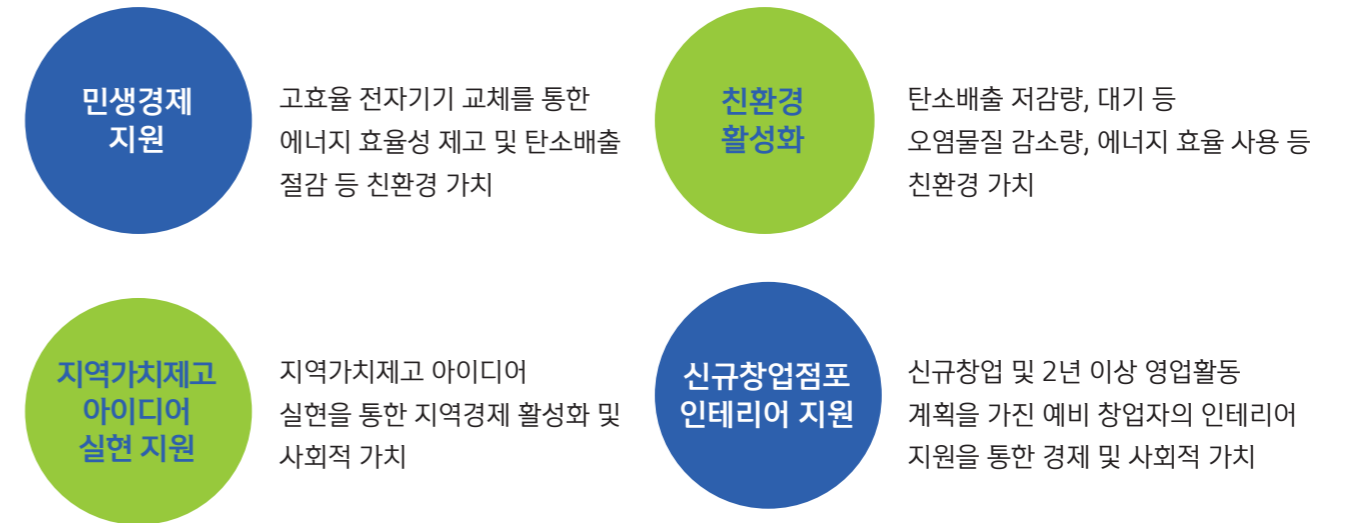 민생경제
지원
고효율 전자기기 교체를 통한
에너지 효율성 제고 및 탄소배출
절감 등 친환경 가치
친환경
활성화
탄소배출 저감량, 대기 등
오염물질 감소량, 에너지 효율 사용 등
친환경 가치
지역가치제고
아이디어
실현 지원
지역가치제고 아이디어
실현을 통한 지역경제 활성화 및
사회적 가치
신규창업점포
인테리어 지원
신규창업 및 2년 이상 영업활동
계획을 가진 예비 창업자의 인테리어
지원을 통한 경제 및 사회적 가치